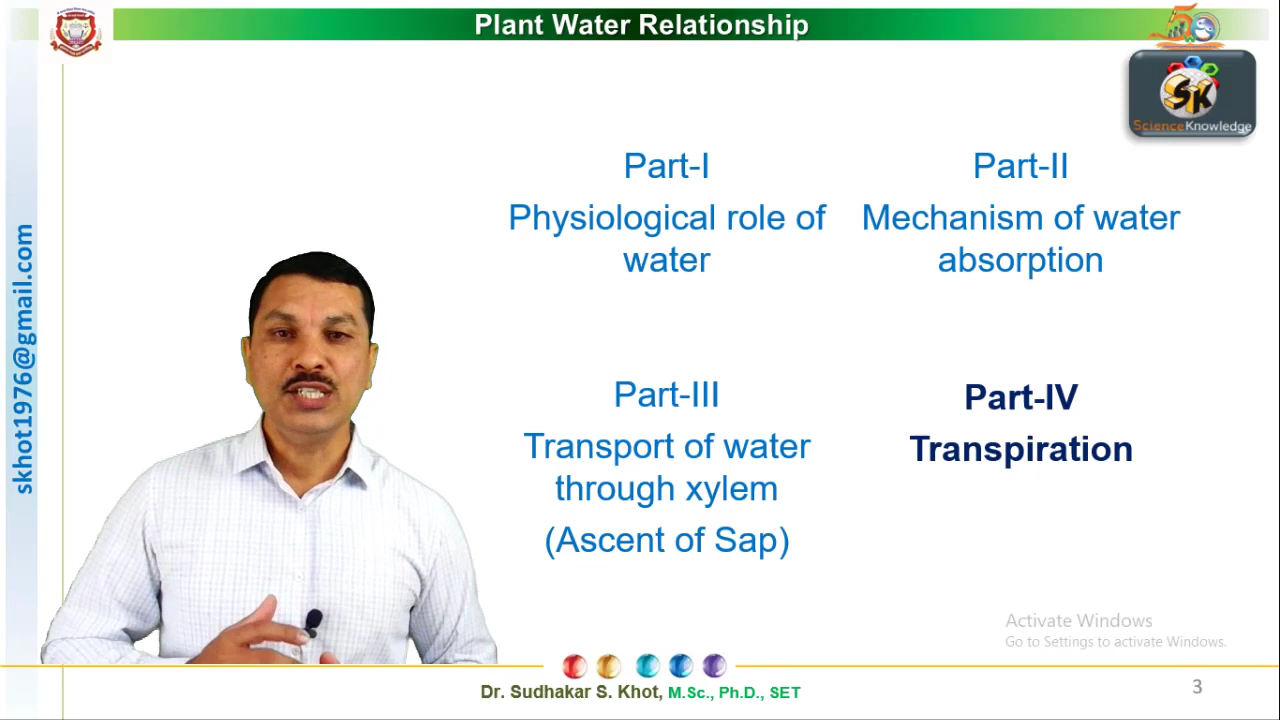 Plant Water Relationship
ScienceKnowledge
SK
skhot1976@gmail.com
Part-I
Physiological role of
water
Part-II
Mechanism of water
absorption
Part-III
Transport of water
through xylem
(Ascent of Sap)
Part-IV
Transpiration
Activate Windows
Go to Settings to activate Windows.
Dr. Sudhakar S. Khot, M.Sc., Ph.D., SET
3